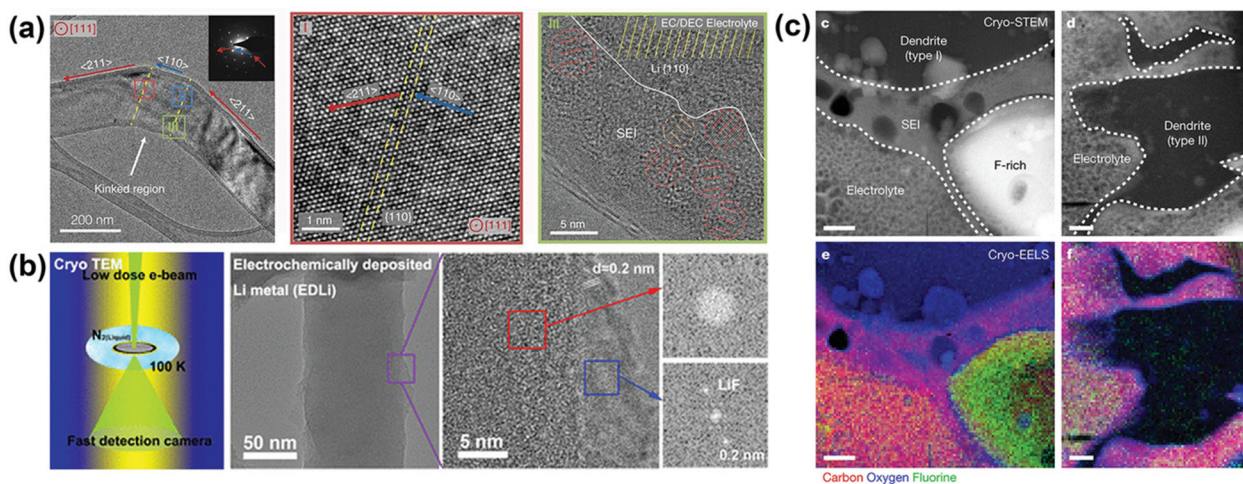 (a)
[111]
<211>
<110>
<211>
I
II
III
Kinked region
200 nm
I
<211>
<110>
{110}
1 nm
[111]
III
EC/DEC Electrolyte
Li {110}
SEI
5 nm
(b)
Cryo TEM
Low dose e-beam
N2(Liquid)
100 K
Fast detection camera
Electrochemically deposited
Li metal (EDLi)
50 nm
d=0.2 nm
5 nm
LiF
0.2 nm
(c)
c
Cryo-STEM
Dendrite
(type I)
SEI
Electrolyte
F-rich
d
Dendrite
(type II)
Electrolyte
e
Cryo-EELS
f
Carbon Oxygen Fluorine